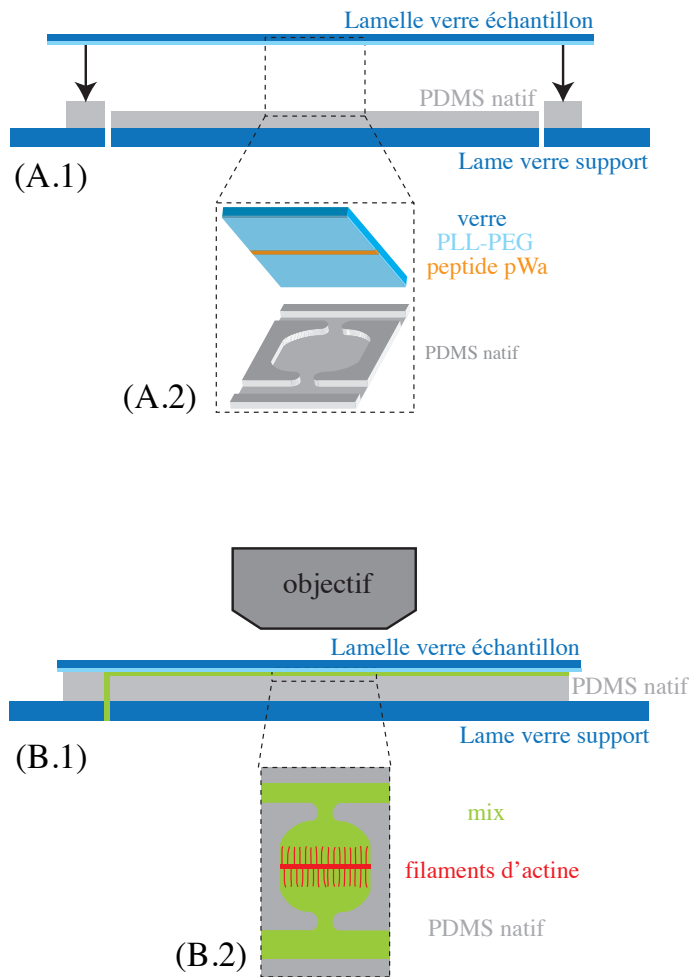 Lamelle verre échantillon
PDMS natif
Lame verre support
(A.1)
verre
PLL-PEG
peptide pWa
PDMS natif
(A.2)
objectif
Lamelle verre échantillon
PDMS natif
Lame verre support
(B.1)
mix
filaments d'actine
PDMS natif
(B.2)